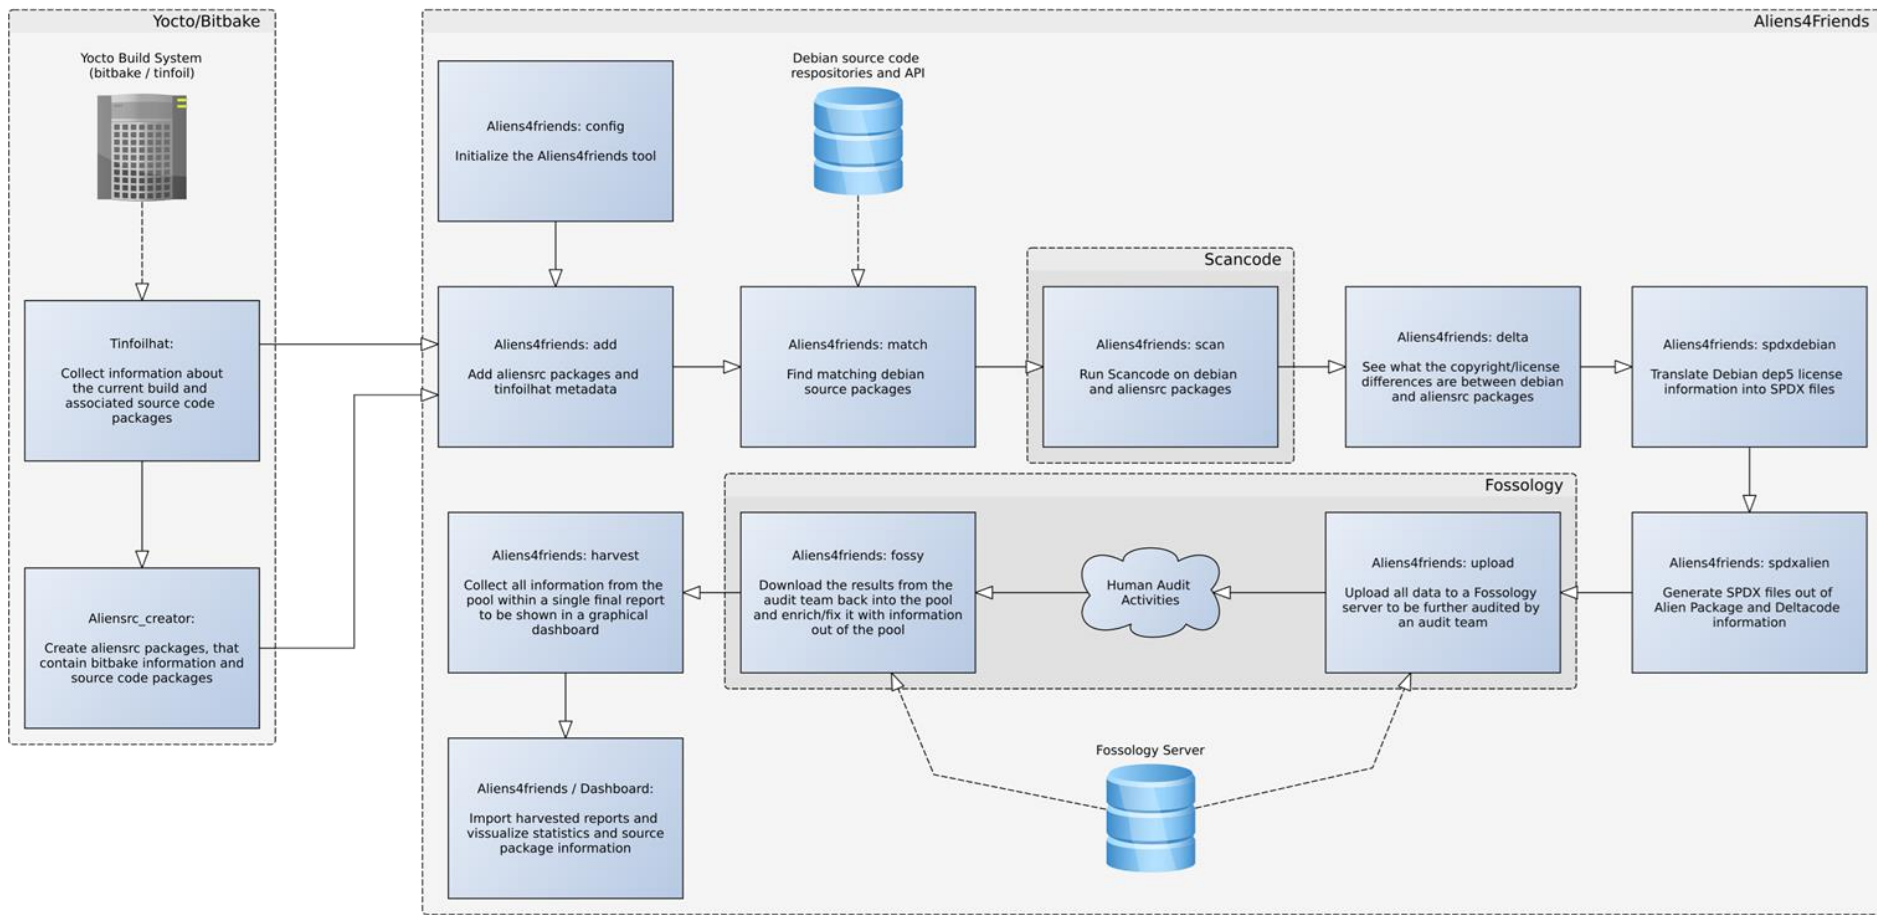 Yocto/Bitbake
Yocto Build System
(bitbake / tinfoil)
Tinfoilhat:
Collect information about
the current build and
associated source code
packages
Aliensrc_creator:
Create aliensrc packages, that
contain bitbake information and
source code packages
Aliens4Friends
Aliens4friends: config
Initialize the Aliens4friends tool
Debian source code
respositories and API
Aliens4friends: add
Add aliensrc packages and
tinfoilhat metadata
Aliens4friends: match
Find matching debian
source packages
Scancode
Aliens4friends: scan
Run Scancode on debian
and aliensrc packages
Aliens4friends: delta
See what the copyright/license
differences are between debian
and aliensrc packages
Aliens4friends: spdxdebian
Translate Debian dep5 license
information into SPDX files
Aliens4friends: spdxalien
Generate SPDX files out of
Alien Package and Deltacode
information
Fossology
Aliens4friends: upload
Upload all data to a Fossology
server to be further audited by
an audit team
Human Audit
Activities
Aliens4friends: fossy
Download the results from the
audit team back into the pool
and enrich/fix it with information
out of the pool
Aliens4friends: harvest
Collect all information from the
pool within a single final report
to be shown in a graphical
dashboard
Fossology Server
Aliens4friends / Dashboard:
Import harvested reports and
vissualize statistics and source
package information